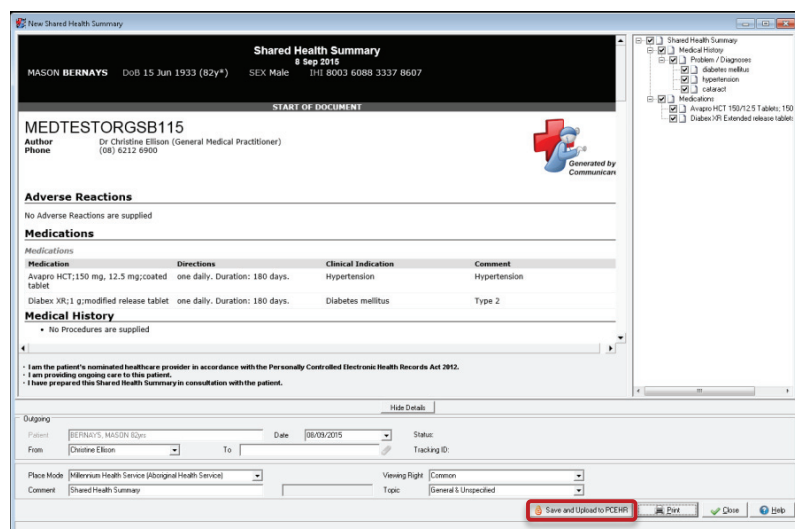 New Shared Health Summary
Shared Health Summary
8 Sep 2015
MASON BERNAYS DoB 15 Jun 1933 (82y*) SEX Male IHI 8003 6088 3337 8607
START OF DOCUMENT
MEDTESTORGSB115
Author Dr Christine Ellison (General Medical Practitioner)
Phone (08) 6212 6900
Generated by
Communicare
Adverse Reactions
No Adverse Reactions are supplied
Medications
Medications
Medication Directions Clinical Indication Comment
Avapro HCT;150 mg, 12.5 mg;coated tablet one daily. Duration: 180 days. Hypertension Hypertension
Diabex XR;1 g;modified release tablet one daily. Duration: 180 days. Diabetes mellitus Type 2
Medical History
• No Procedures are supplied
- I am the patient's nominated healthcare provider in accordance with the Personally Controlled Electronic Health Records Act 2012.
- I am providing ongoing care to this patient.
- I have prepared this Shared Health Summary in consultation with the patient.
Shared Health Summary
Medical History
Problem / Diagnoses
diabetes mellitus
hypertension
cataract
Medications
Avapro HCT 150/12.5 Tablets; 150
Diabex XR Extended release tablets
Hide Details
Outgoing
Patient BERNAYS, MASON 82yrs Date 08/09/2015 Status:
From Christine Ellison To Tracking ID:
Place Mode Millennium Health Service (Aboriginal Health Service) Viewing Right Common
Comment Shared Health Summary Topic General & Unspecified
Save and Upload to PCEHR Print Close Help